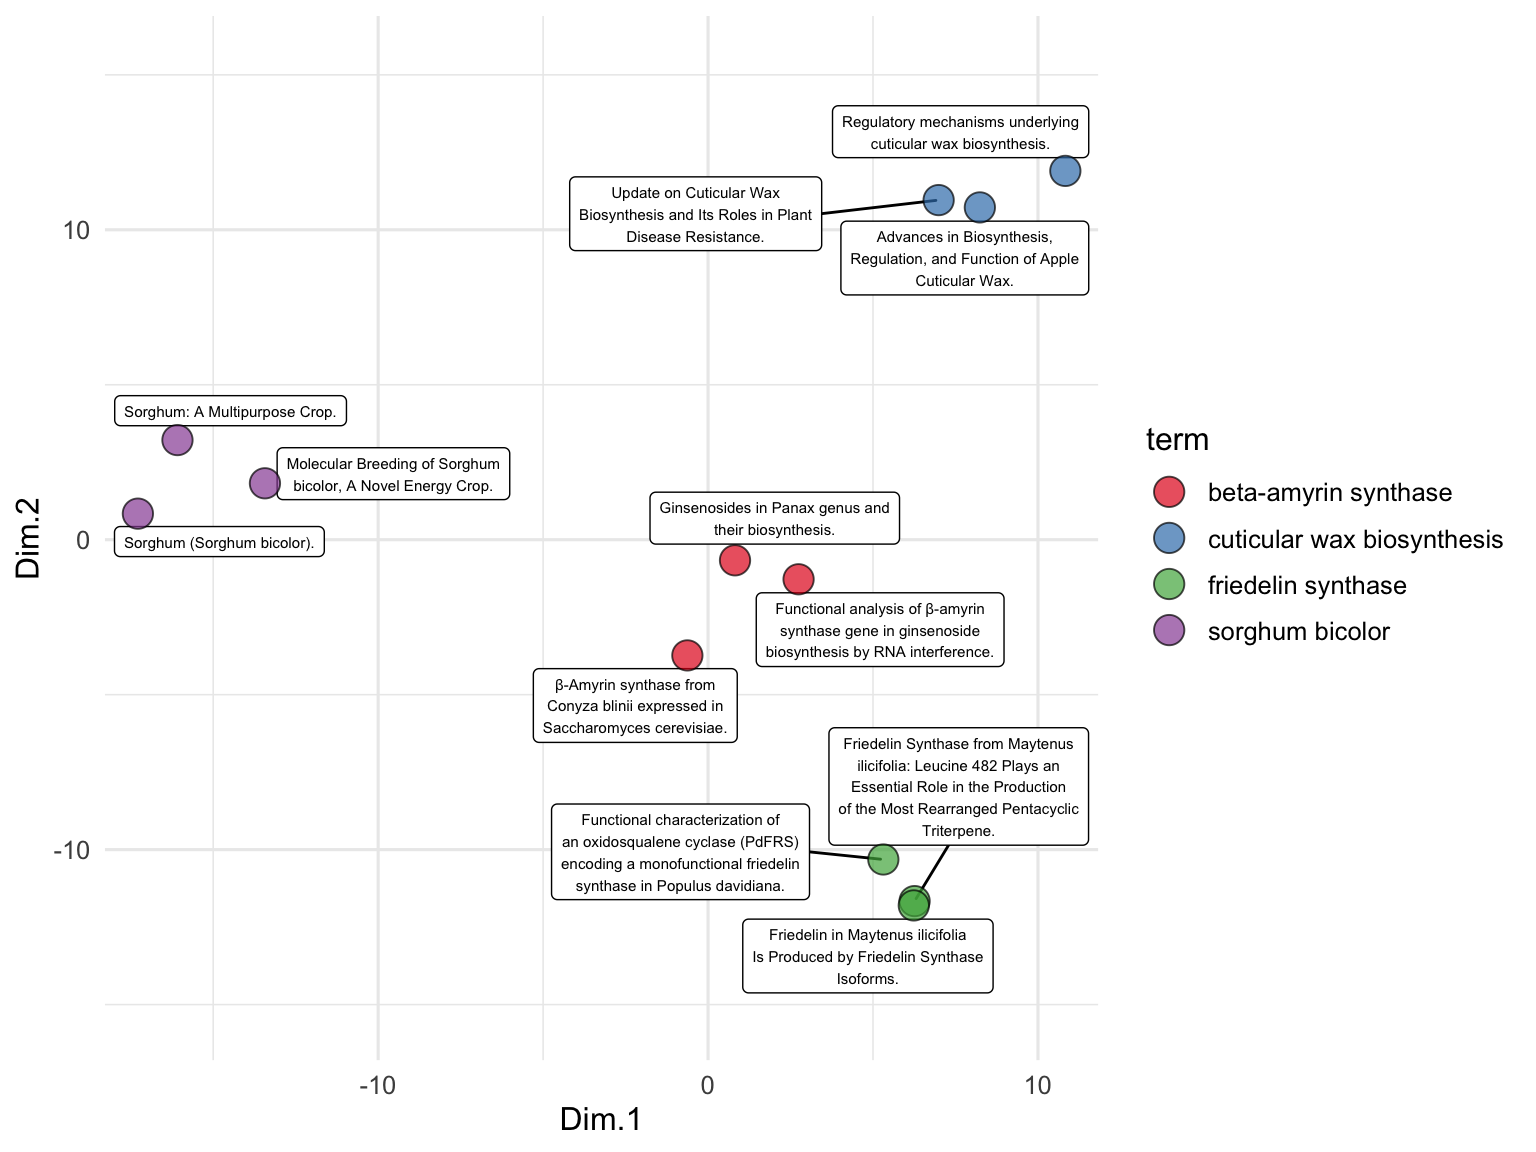 Regulatory mechanisms underlying
cuticular wax biosynthesis.
Update on Cuticular Wax
Biosynthesis and Its Roles in Plant
Disease Resistance.
Advances in Biosynthesis,
Regulation, and Function of Apple
Cuticular Wax.
Sorghum: A Multipurpose Crop.
Molecular Breeding of Sorghum
bicolor, A Novel Energy Crop.
Sorghum (Sorghum bicolor).
Ginsenosides in Panax genus and
their biosynthesis.
Functional analysis of β-amyrin
synthase gene in ginsenoside
biosynthesis by RNA interference.
β-Amyrin synthase from
Conyza blinii expressed in
Saccharomyces cerevisiae.
Friedelin Synthase from Maytenus
ilicifolia: Leucine 482 Plays an
Essential Role in the Production
of the Most Rearranged Pentacyclic
Triterpene.
Functional characterization of
an oxidosqualene cyclase (PdFRS)
encoding a monofunctional friedelin
synthase in Populus davidiana.
Friedelin in Maytenus ilicifolia
Is Produced by Friedelin Synthase
Isoforms.
10
0
-10
Dim.2
-10
0
10
Dim.1
term
beta-amyrin synthase
cuticular wax biosynthesis
friedelin synthase
sorghum bicolor